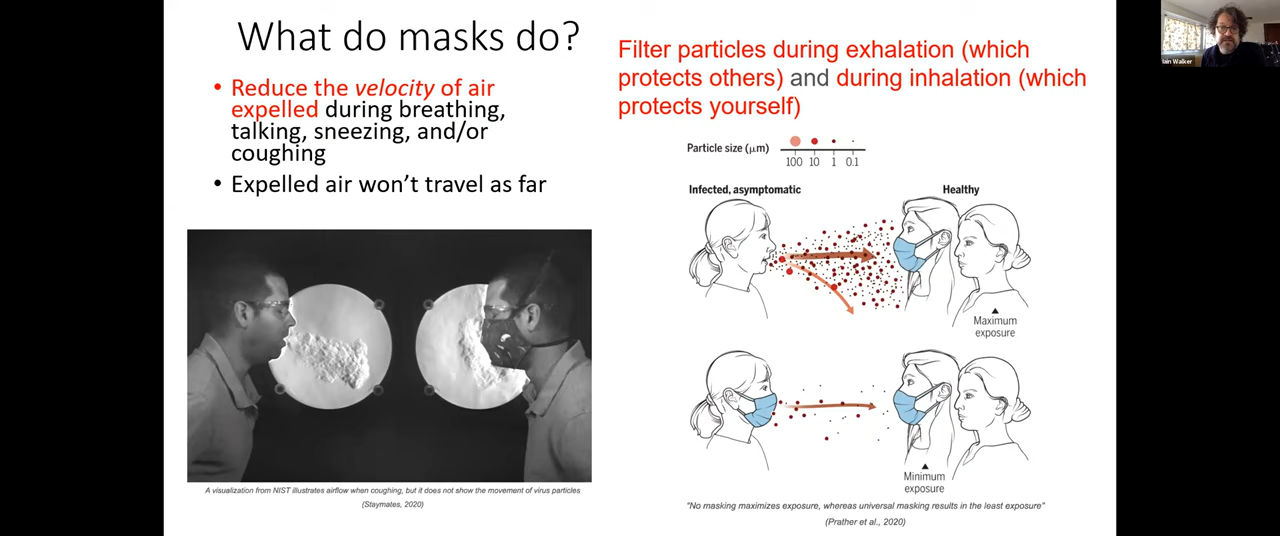 What do masks do?
• Reduce the velocity of air
expelled during breathing,
talking, sneezing, and/or
coughing
• Expelled air won't travel as far
A visualization from NIST illustrates airflow when coughing, but it does not show the movement of virus particles
(Staymates, 2020)
Filter particles during exhalation (which
protects others) and during inhalation (which
protects yourself)
Particle size (μm)
100 10 1 0.1
Infected, asymptomatic
Healthy
Maximum
exposure
Minimum
exposure
"No masking maximizes exposure, whereas universal masking results in the least exposure"
(Prather et al., 2020)
Iain Walker